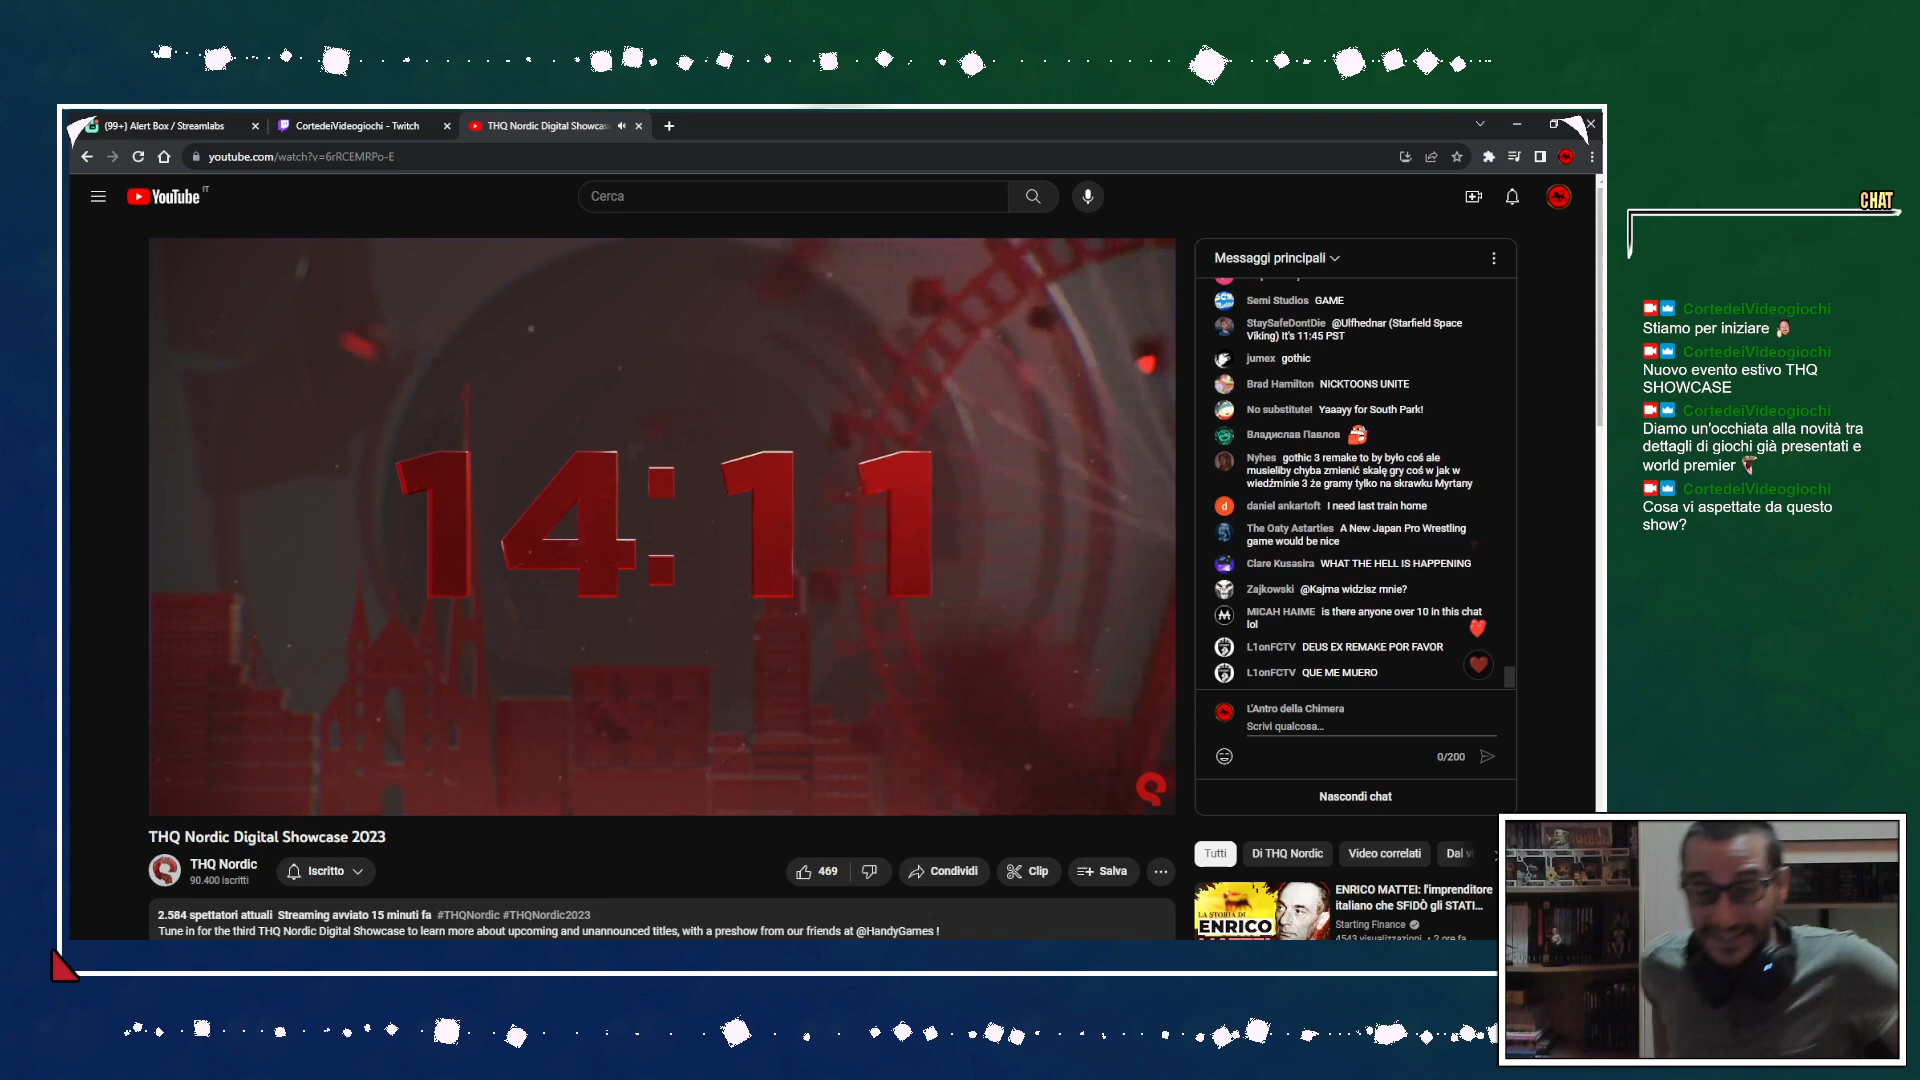 (99+) Alert Box / Streamlabs
CortedeiVideogiochi - Twitch
THQ Nordic Digital Showcas
youtube.com/watch?v=6rRCEMRPo-E
YouTube IT
Cerca
14:11
Messaggi principali
Semi Studios GAME
StaySafeDontDie @Ulfhednar (Starfield Space
Viking) It's 11:45 PST
jumex gothic
Brad Hamilton NICKTOONS UNITE
No substitute! Yaaayy for South Park!
Владислав Павлов
Nyhes gothic 3 remake to by było coś ale
musieliby chyba zmienić skalę gry coś w jak w
wiedźminie 3 że gramy tylko na skrawku Myrtany
daniel ankartoft I need last train home
The Oaty Astarties A New Japan Pro Wrestling
game would be nice
Clare Kusasira WHAT THE HELL IS HAPPENING
Zajkowski @Kajma widzisz mnie?
MICAH HAIME is there anyone over 10 in this chat
lol
L1onFCTV DEUS EX REMAKE POR FAVOR
L1onFCTV QUE ME MUERO
L'Antro della Chimera
Scrivi qualcosa...
0/200
Nascondi chat
THQ Nordic Digital Showcase 2023
THQ Nordic
90.400 iscritti
Iscritto
469
Condividi
Clip
Salva
2.584 spettatori attuali Streaming avviato 15 minuti fa #THQNordic #THQNordic2023
Tune in for the third THQ Nordic Digital Showcase to learn more about upcoming and unannounced titles, with a preshow from our friends at @HandyGames !
Tutti
Di THQ Nordic
Video correlati
Dal
LA STORIA DI
ENRICO
MATTEI
ENRICO MATTEI: l'imprenditore
italiano che SFIDÒ gli STATI...
Starting Finance
4543 visualizzazioni • 2 ore fa
CHAT
CortedeiVideogiochi
Stiamo per iniziare
CortedeiVideogiochi
Nuovo evento estivo THQ
SHOWCASE
CortedeiVideogiochi
Diamo un'occhiata alla novità tra
dettagli di giochi già presentati e
world premier
CortedeiVideogiochi
Cosa vi aspettate da questo
show?